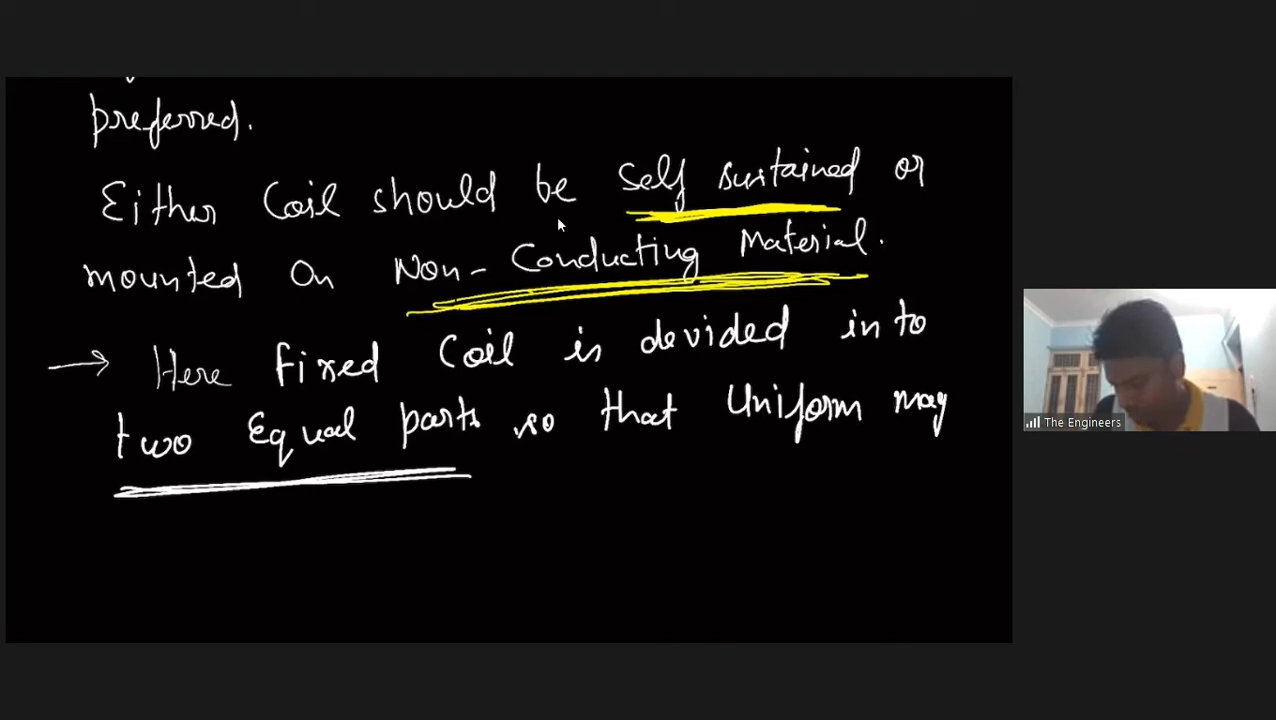 preferred.
Either Coil should be Self sustained or
mounted On Non- Conducting Material.
→ Here fixed Coil is devided in to
two Equal parts so that Uniform may
The Engineers